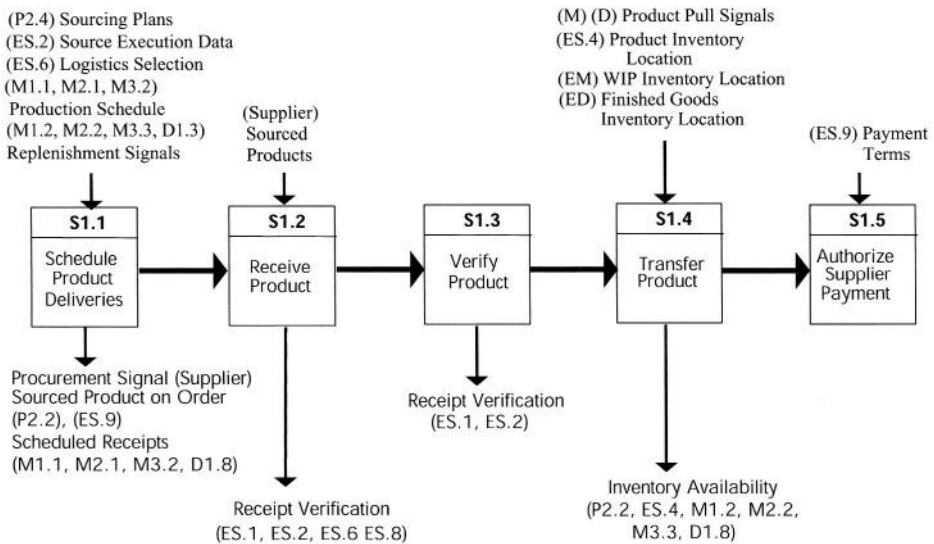 (P2.4) Sourcing Plans
(ES.2) Source Execution Data
(ES.6) Logistics Selection
(M1.1, M2.1, M3.2)
Production Schedule
(M1.2, M2.2, M3.3, D1.3)
Replenishment Signals
(Supplier)
Sourced
Products
(M) (D) Product Pull Signals
(ES.4) Product Inventory
Location
(EM) WIP Inventory Location
(ED) Finished Goods
Inventory Location
(ES.9) Payment
Terms
S1.1
Schedule
Product
Deliveries
S1.2
Receive
Product
S1.3
Verify
Product
S1.4
Transfer
Product
S1.5
Authorize
Supplier
Payment
Procurement Signal (Supplier)
Sourced Product on Order
(P2.2), (ES.9)
Scheduled Receipts
(M1.1, M2.1, M3.2, D1.8)
Receipt Verification
(ES.1, ES.2, ES.6 ES.8)
Receipt Verification
(ES.1, ES.2)
Inventory Availability
(P2.2, ES.4, M1.2, M2.2,
M3.3, D1.8)